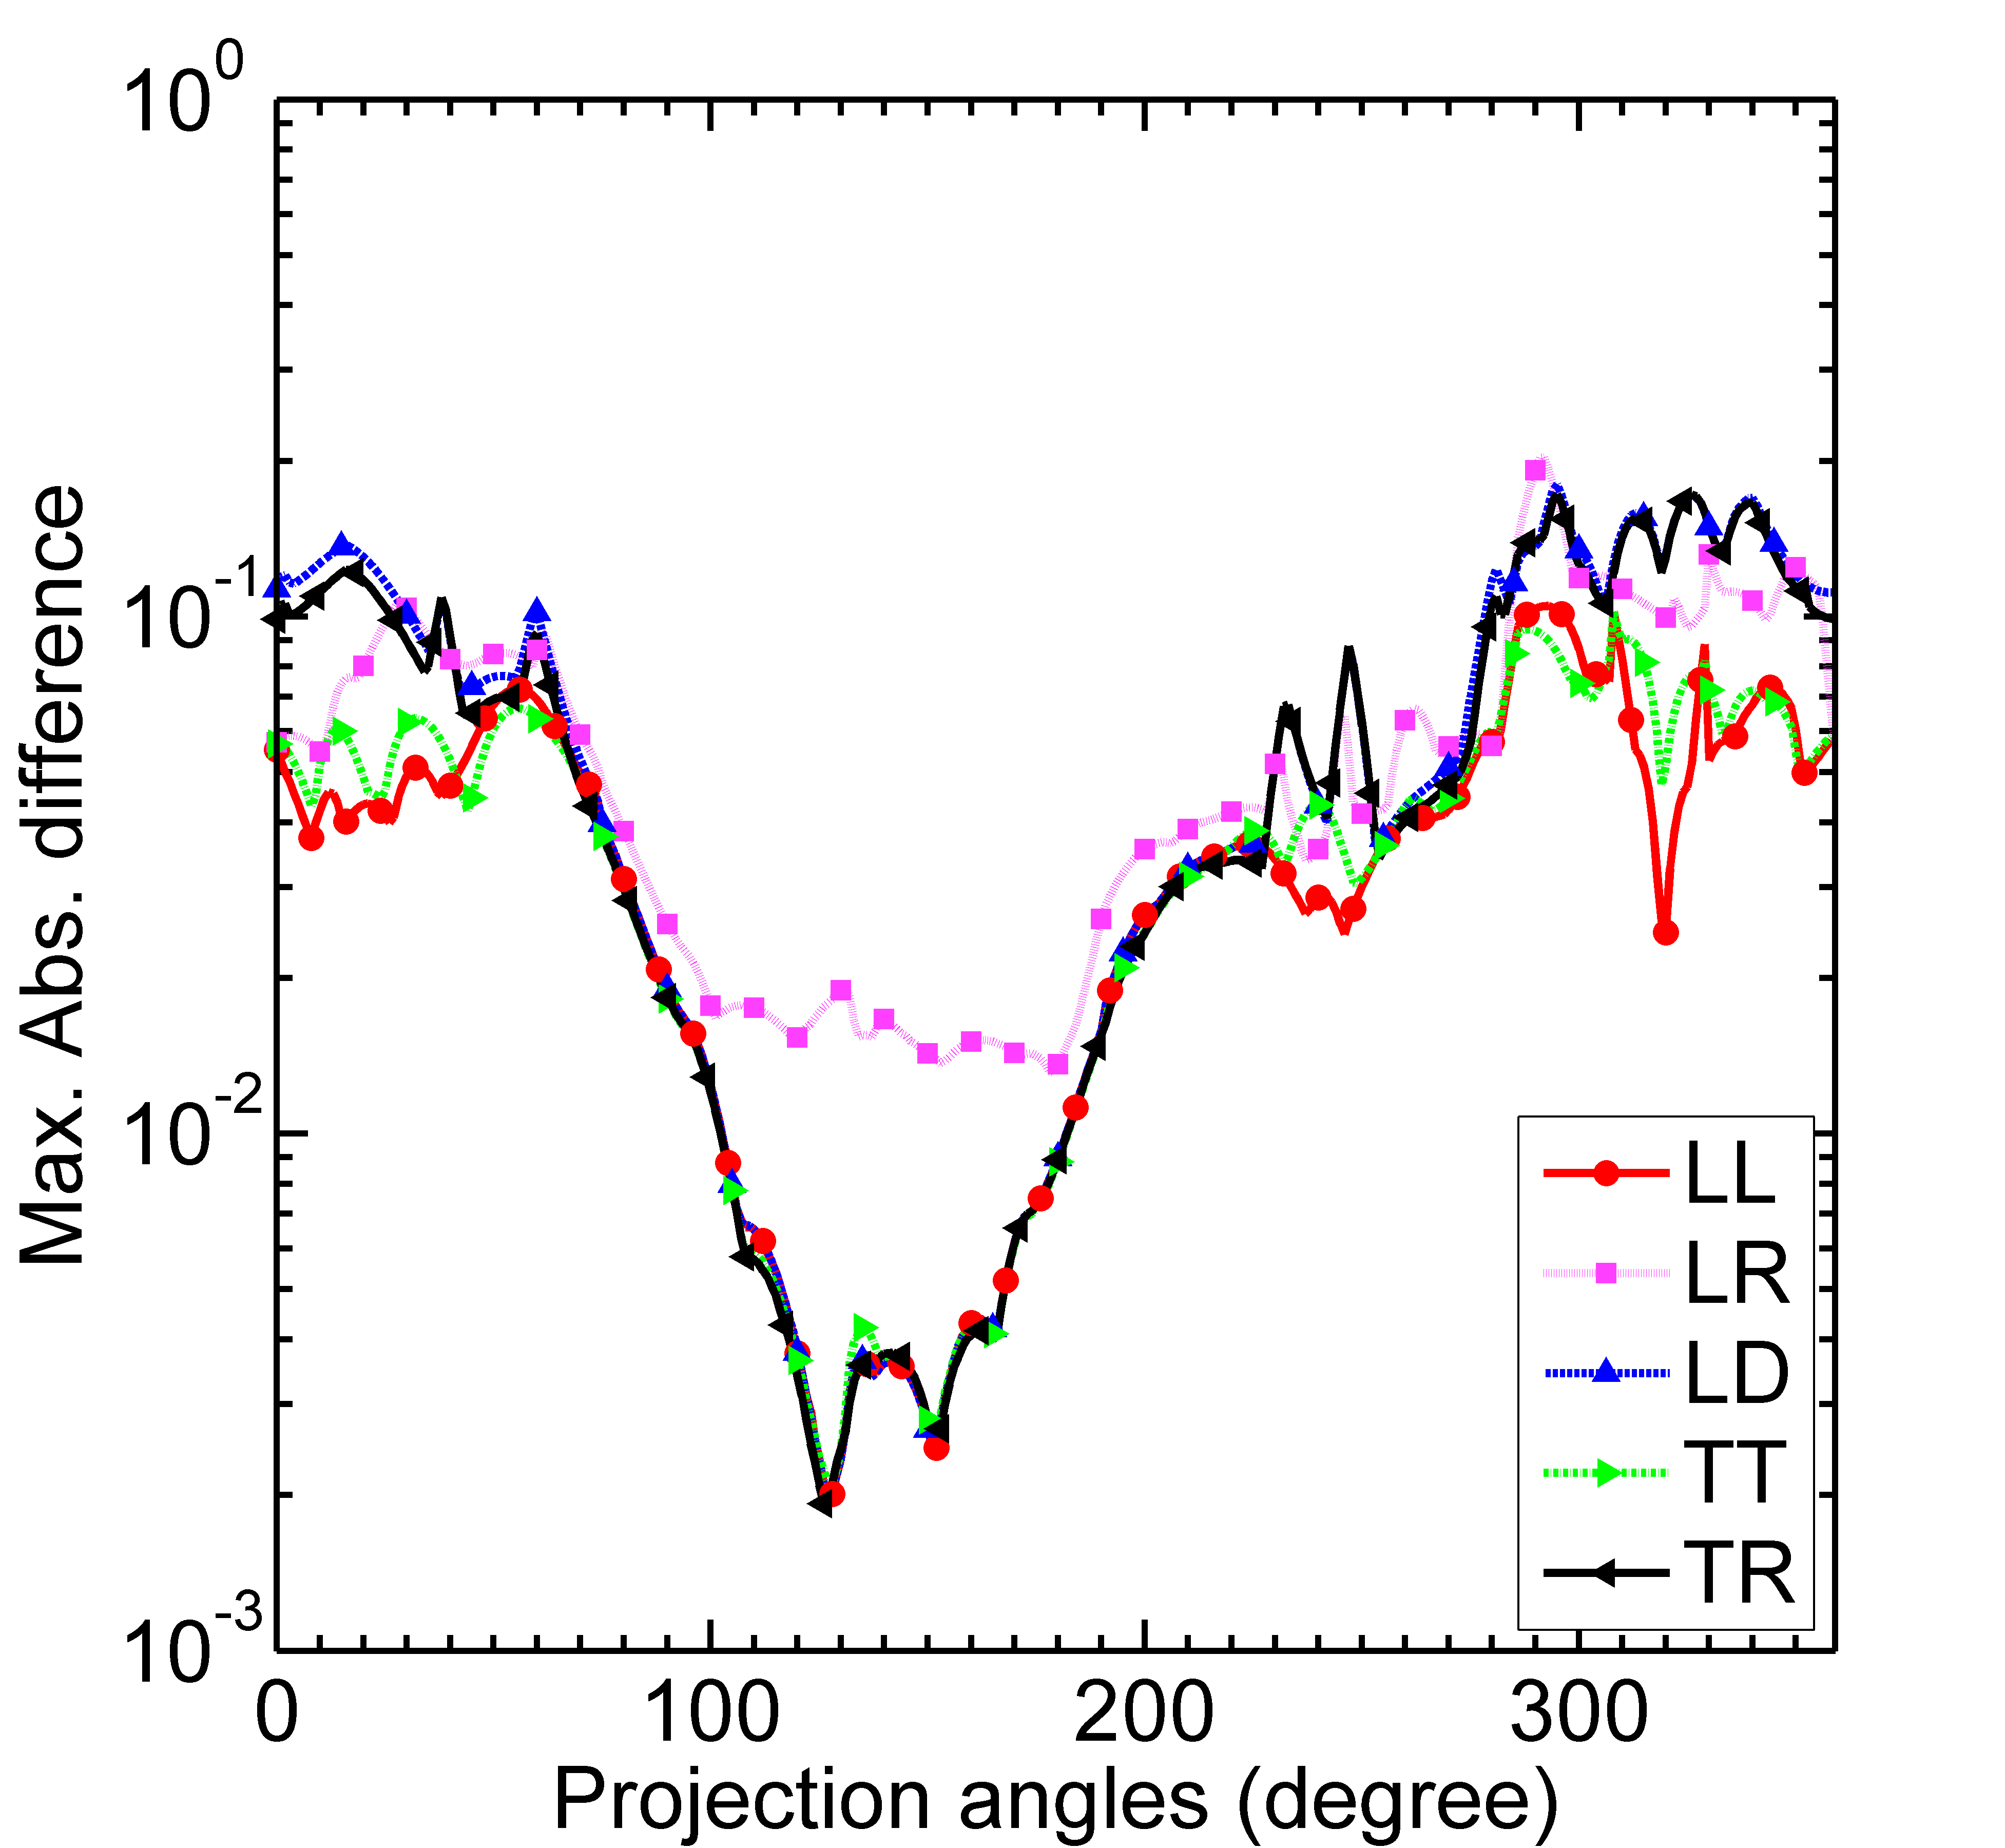 10^0
10^-1
10^-2
10^-3
Max. Abs. difference
0 100 200 300
Projection angles (degree)
LL
LR
LD
TT
TR